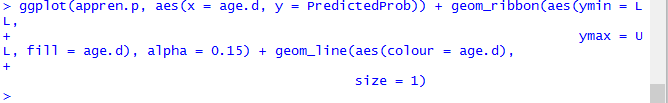 > ggplot(appren.p, aes(x = age.d, y = PredictedProb)) + geom_ribbon(aes(ymin = L
L,
+ ymax = U
L, fill = age.d), alpha = 0.15) + geom_line(aes(colour = age.d),
+
size = 1)
>